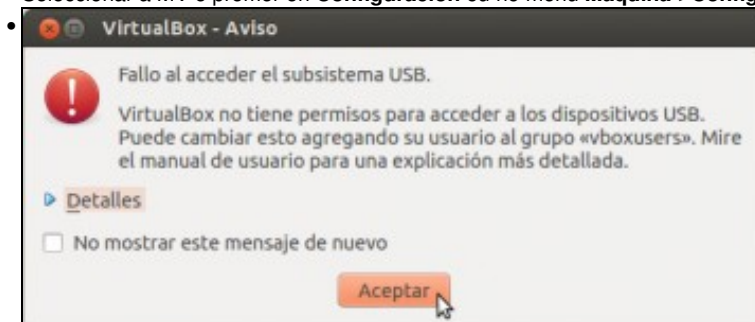 VirtualBox - Aviso
Fallo al acceder el subsistema USB.
VirtualBox no tiene permisos para acceder a los dispositivos USB.
Puede cambiar esto agregando su usuario al grupo «vboxusers». Mire
el manual de usuario para una explicación más detallada.
Detalles
No mostrar este mensaje de nuevo
Aceptar